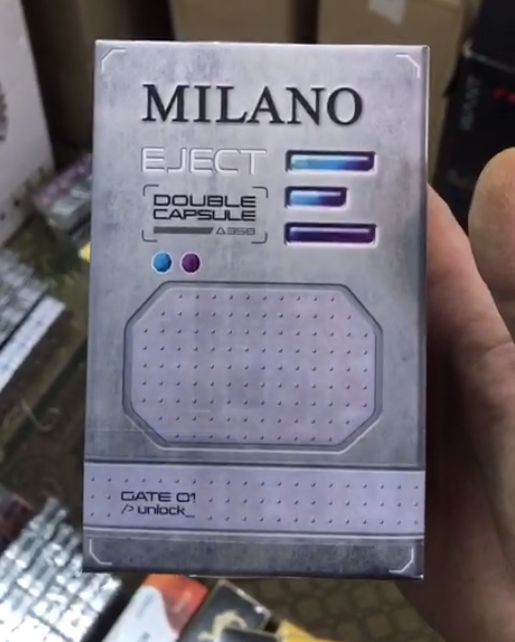 MILANO
EJECT
DOUBLE
CAPSULE
A358
GATE 01
/> unlock_